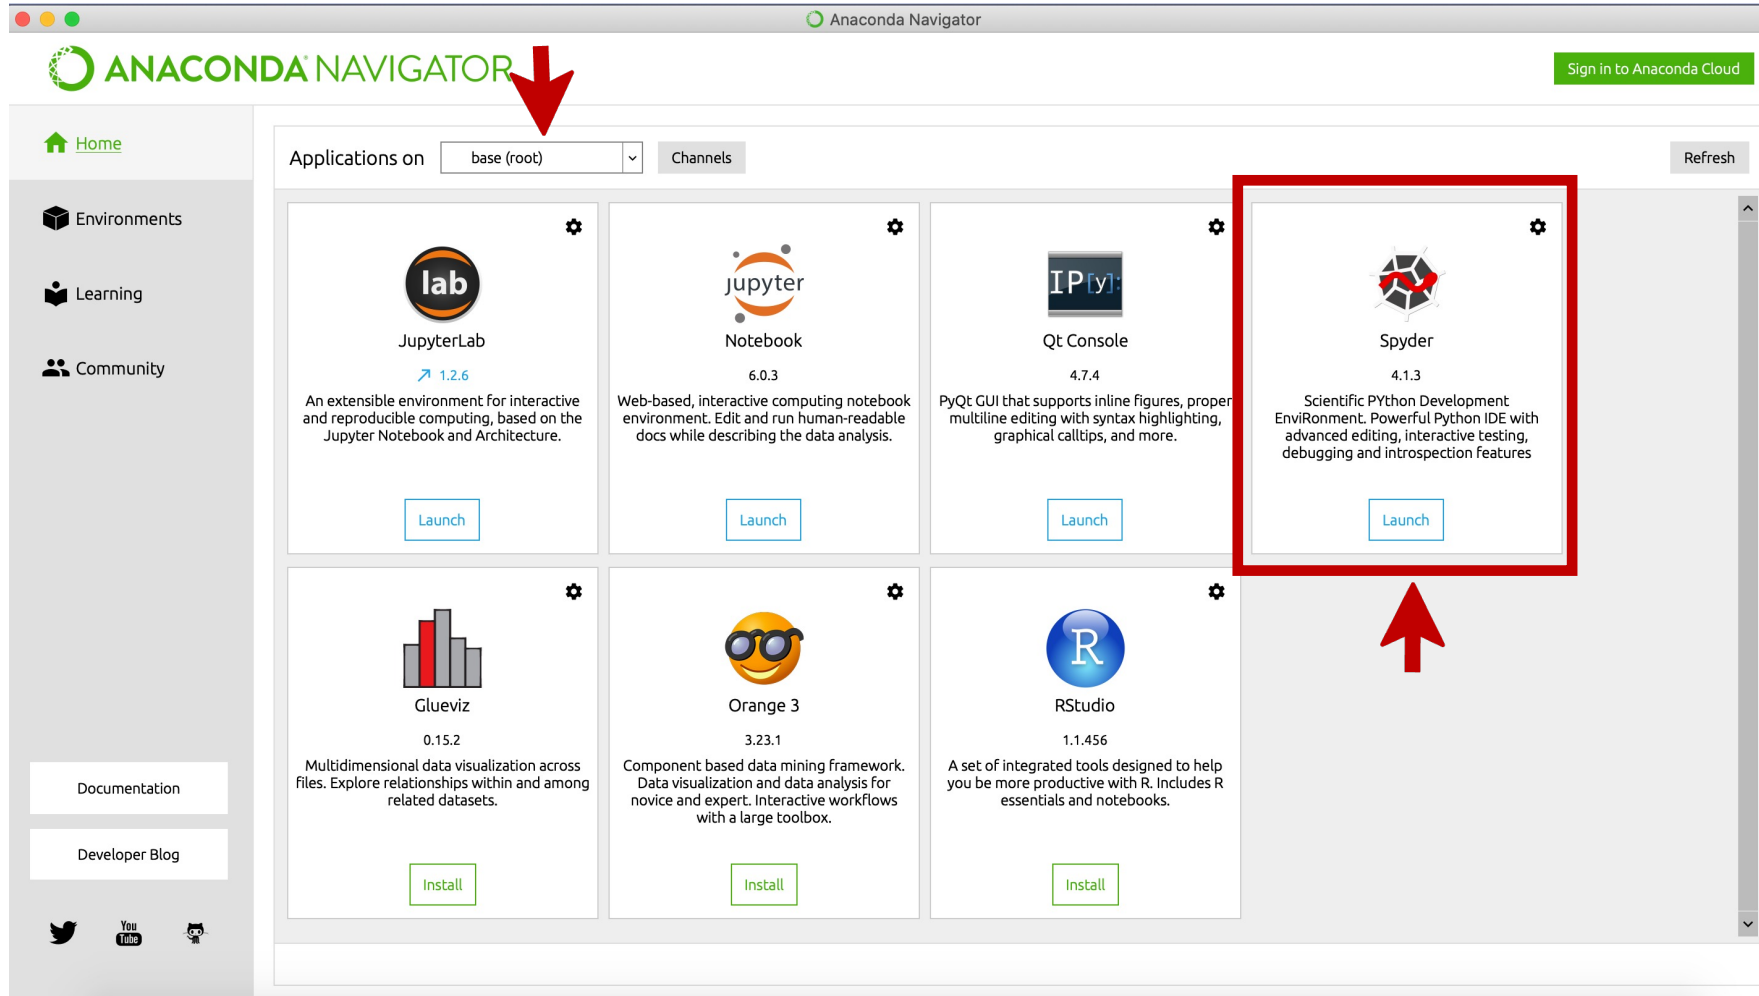 Anaconda Navigator
ANACONDA NAVIGATOR
Sign in to Anaconda Cloud
Home
Environments
Learning
Community
Documentation
Developer Blog
You
Tube
Applications on
base (root)
Channels
Refresh
lab
JupyterLab
1.2.6
An extensible environment for interactive
and reproducible computing, based on the
Jupyter Notebook and Architecture.
Launch
jupyter
Notebook
6.0.3
Web-based, interactive computing notebook
environment. Edit and run human-readable
docs while describing the data analysis.
Launch
IP[y]:
Qt Console
4.7.4
PyQt GUI that supports inline figures, proper
multiline editing with syntax highlighting,
graphical calltips, and more.
Launch
Spyder
4.1.3
Scientific PYthon Development
EnviRonment. Powerful Python IDE with
advanced editing, interactive testing,
debugging and introspection features
Launch
Glueviz
0.15.2
Multidimensional data visualization across
files. Explore relationships within and among
related datasets.
Install
Orange 3
3.23.1
Component based data mining framework.
Data visualization and data analysis for
novice and expert. Interactive workflows
with a large toolbox.
Install
R
RStudio
1.1.456
A set of integrated tools designed to help
you be more productive with R. Includes R
essentials and notebooks.
Install